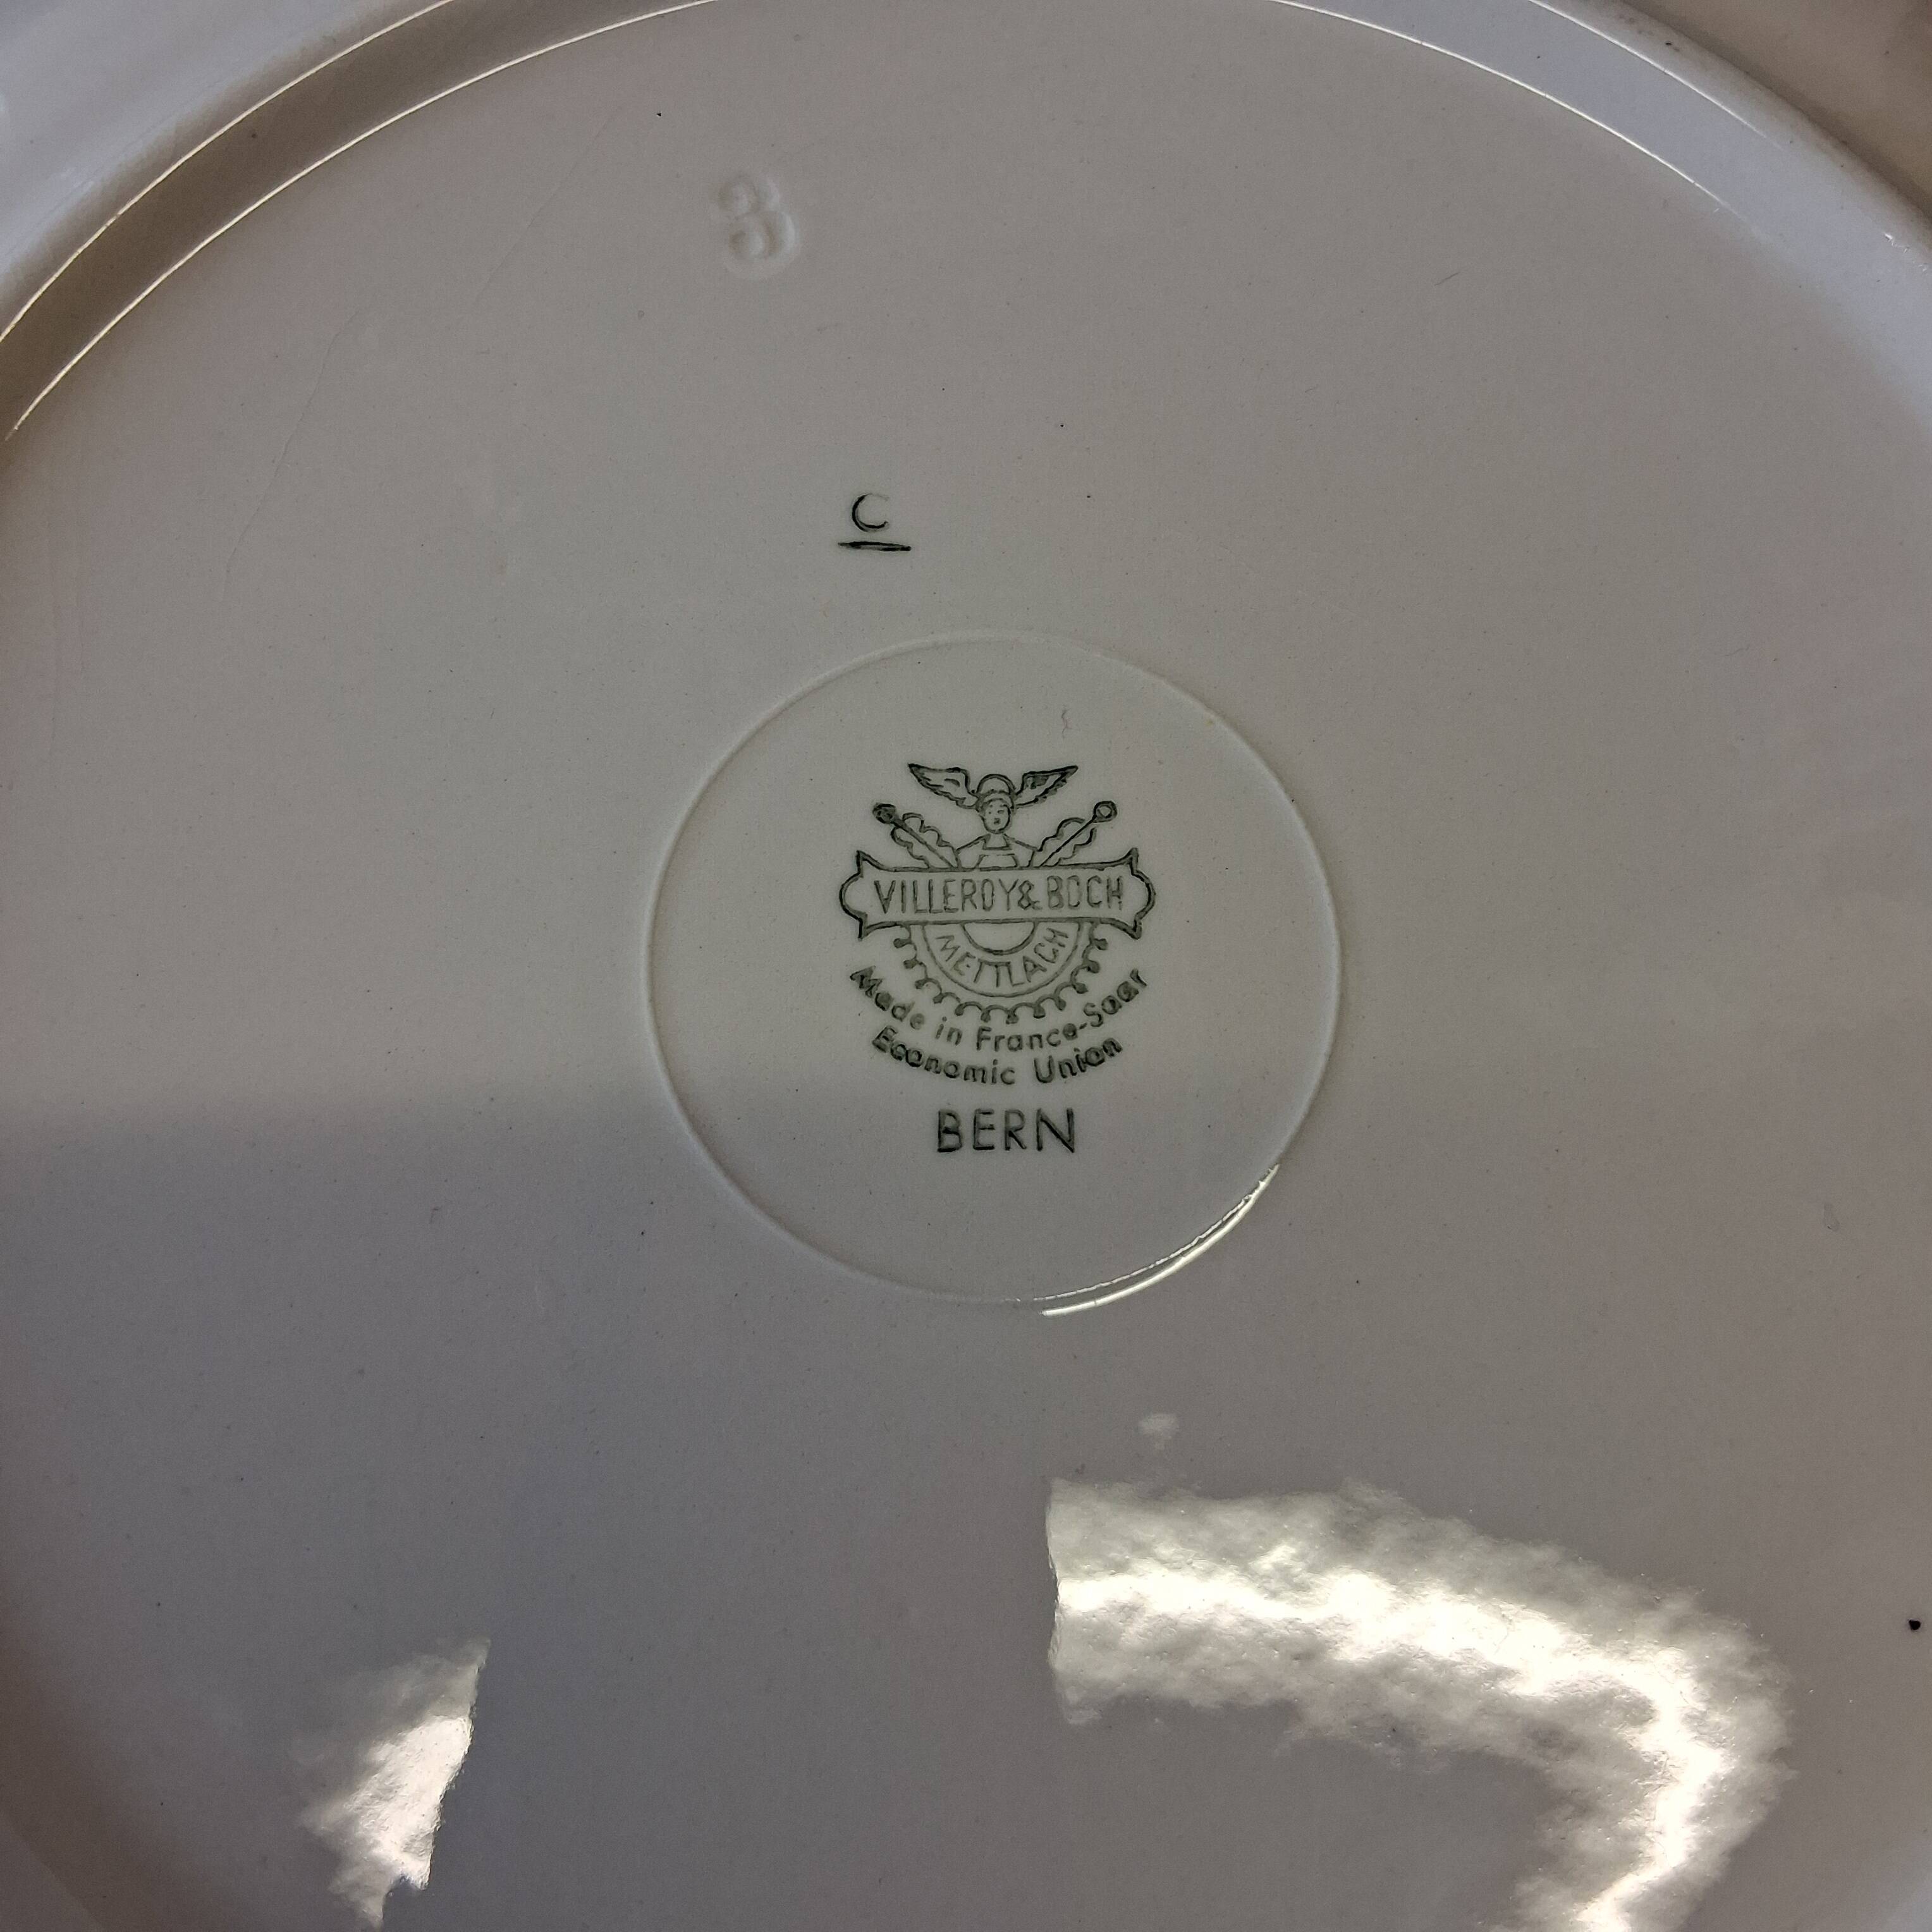 3
C
VILLEROY & BOCH
METTLACH
Made in France-Saar
Economic Union
BERN